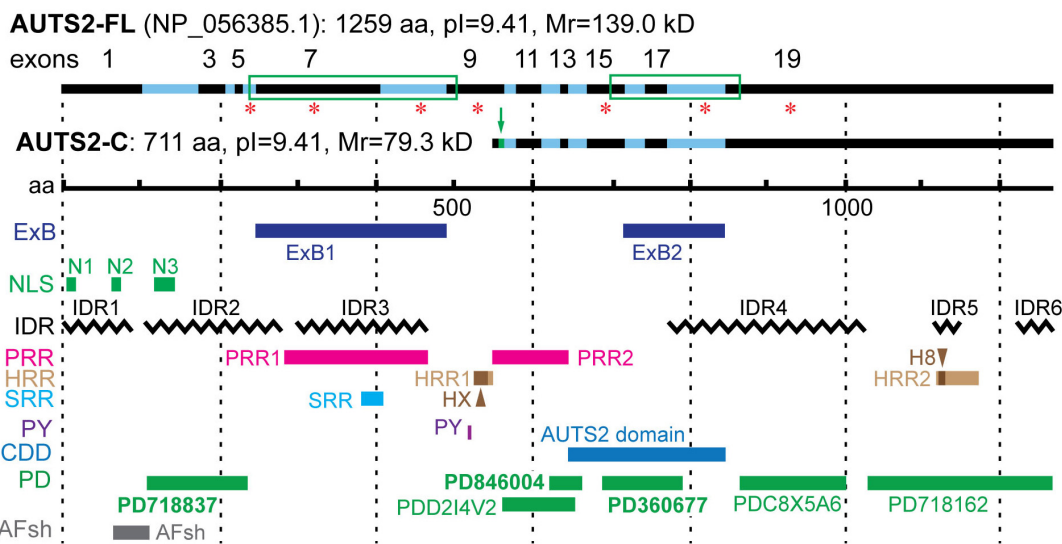 AUTS2-FL (NP_056385.1): 1259 aa, pI=9.41, Mr=139.0 kD
exons 1 3 5 7 9 11 13 15 17 19
* * * * * * *
AUTS2-C: 711 aa, pI=9.41, Mr=79.3 kD
aa
500 1000
ExB
ExB1 ExB2
N1 N2 N3
NLS
IDR1 IDR2 IDR3 IDR4 IDR5 IDR6
IDR
PRR PRR1 PRR2
HRR HRR1 H8 HRR2
SRR SRR HX
PY PY
CDD AUTS2 domain
PD PD846004
PD718837 PDD2I4V2 PD360677 PDC8X5A6 PD718162
AFsh AFsh